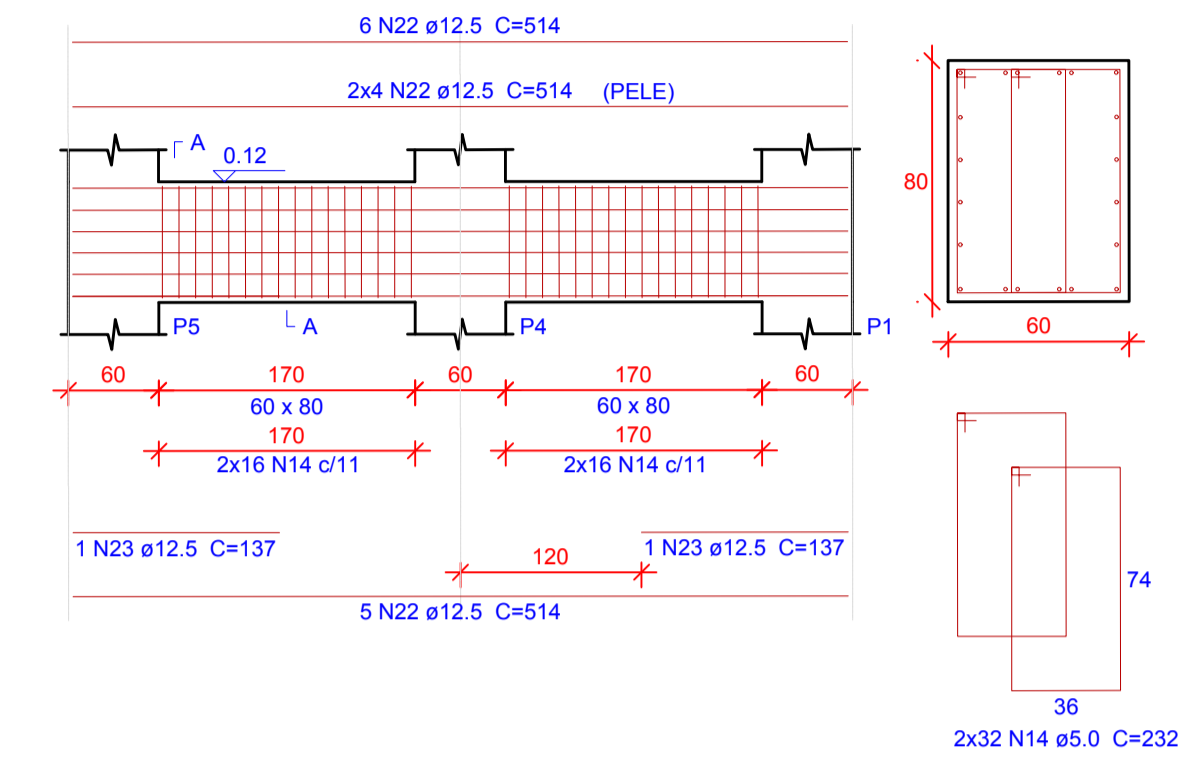 6 N22 ø12.5 C=514
2x4 N22 ø12.5 C=514 (PELE)
A
0.12
80
P5
A
P4
P1
60
60
170
60
170
60
60 x 80
60 x 80
170
170
2x16 N14 c/11
2x16 N14 c/11
1 N23 ø12.5 C=137
1 N23 ø12.5 C=137
120
74
5 N22 ø12.5 C=514
36
2x32 N14 ø5.0 C=232